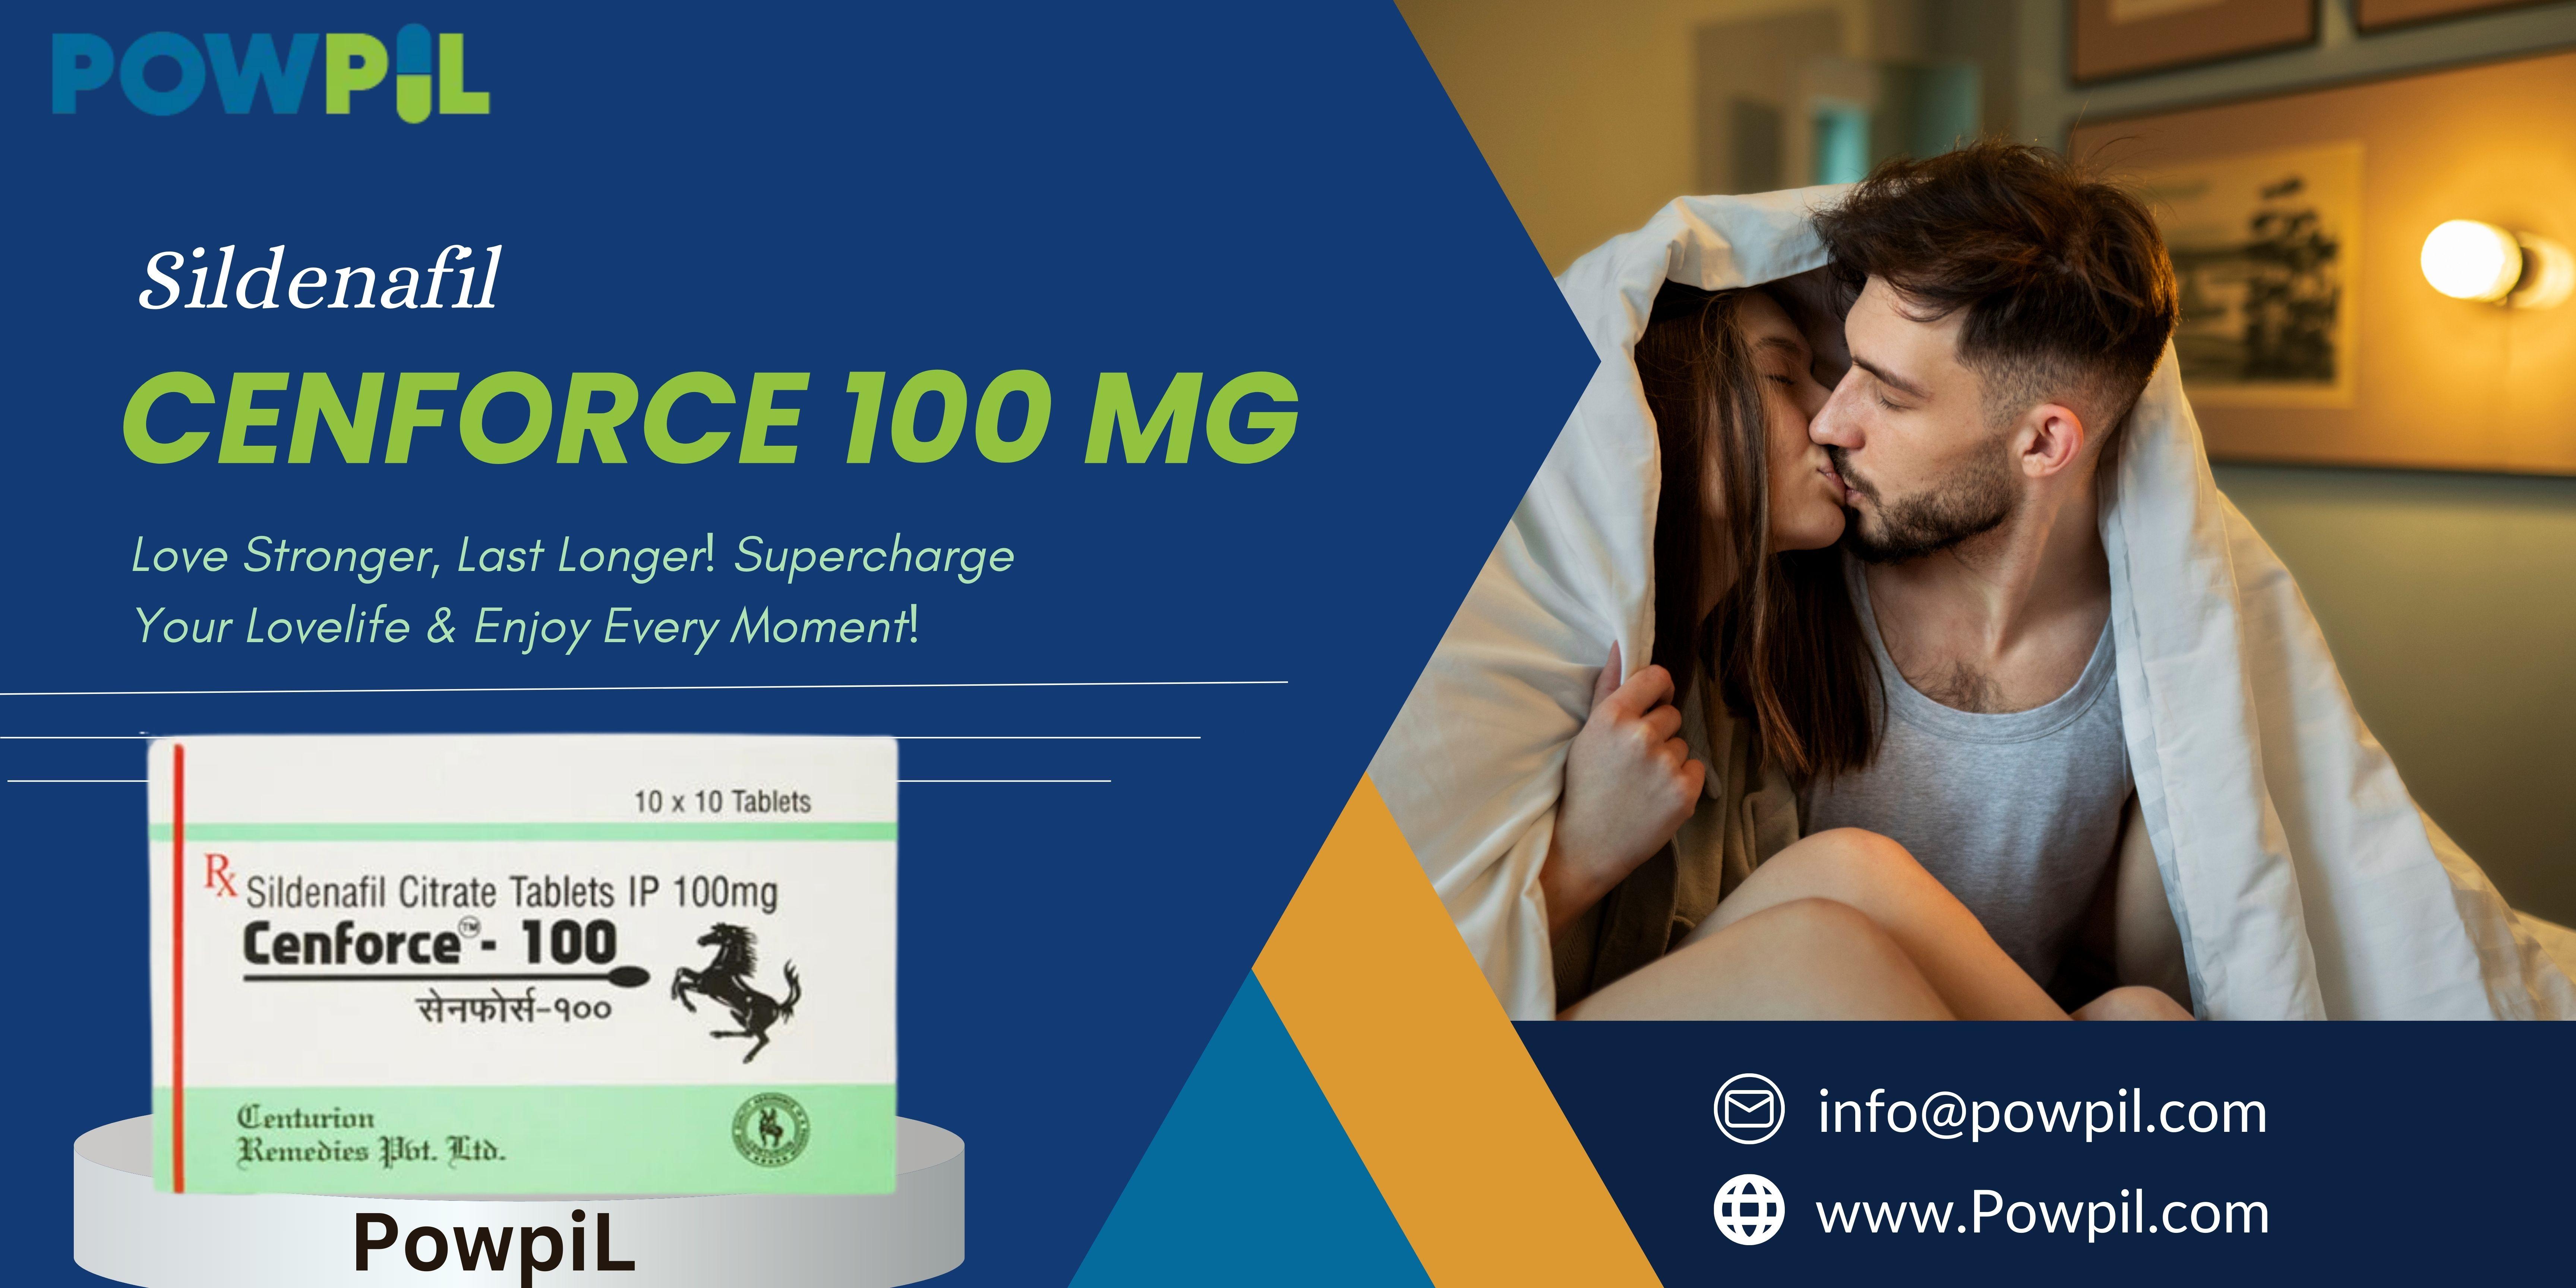 POWPiL
Sildenafil
CENFORCE 100 MG
Love Stronger, Last Longer! Supercharge
Your Lovelife & Enjoy Every Moment!
10 x 10 Tablets
Rx Sildenafil Citrate Tablets IP 100mg
Cenforce™- 100
सेनफोर्स-१००
Centurion
Remedies Pvt. Ltd.
PowpiL
info@powpil.com
www.Powpil.com